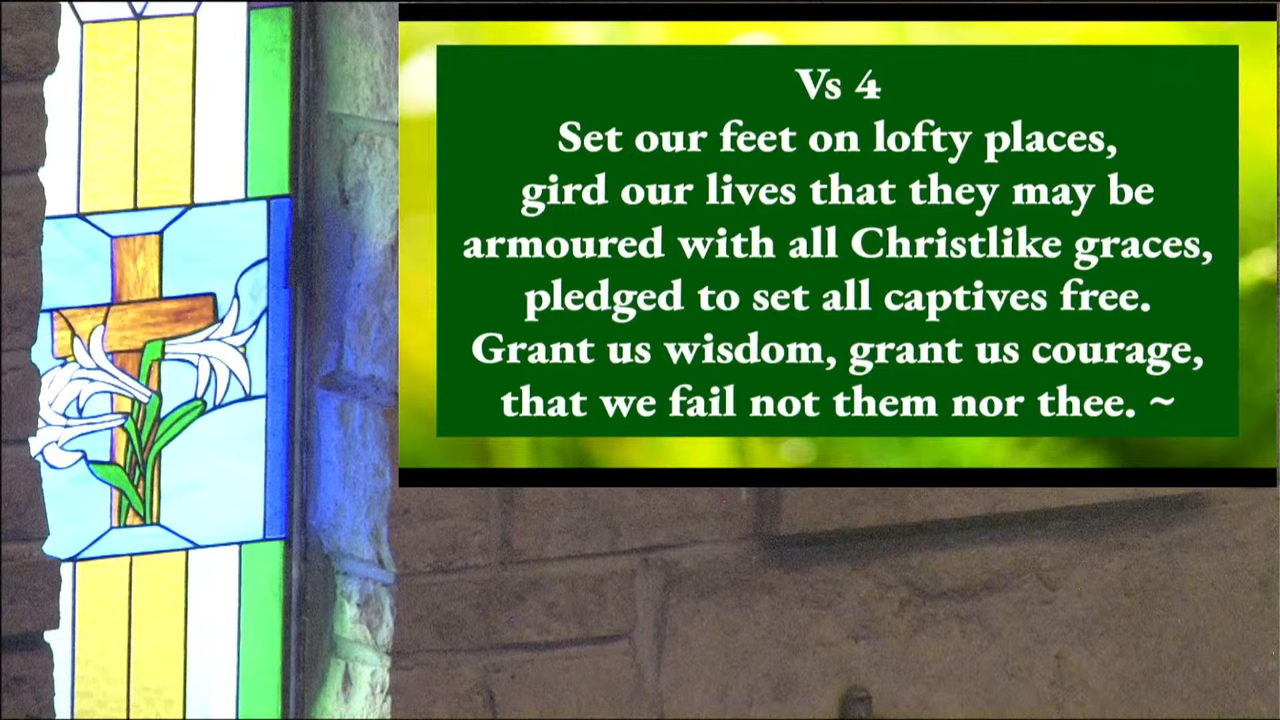 Vs 4
Set our feet on lofty places,
gird our lives that they may be
armoured with all Christlike graces,
pledged to set all captives free.
Grant us wisdom, grant us courage,
that we fail not them nor thee. ~